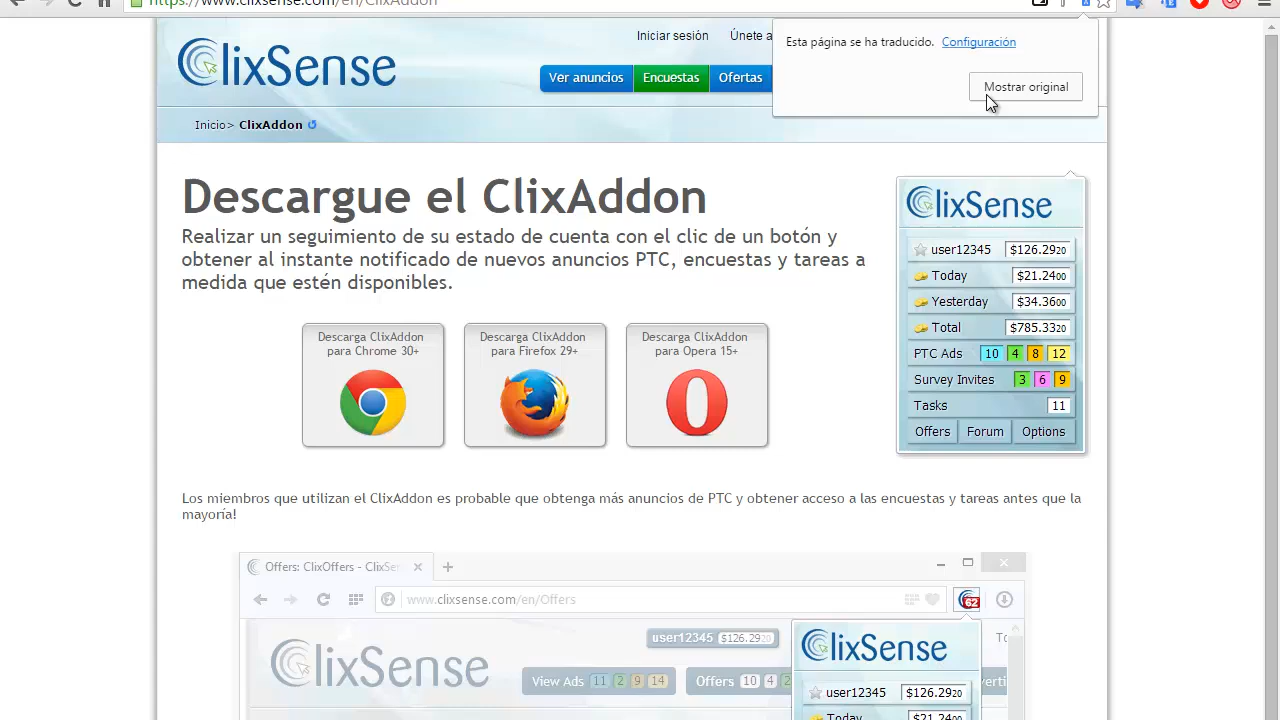 https://www.clixsense.com/en/ClixAddon
ClixSense
Iniciar sesión
Únete a
Ver anuncios
Encuestas
Ofertas
Esta página se ha traducido. Configuración
Mostrar original
Inicio> ClixAddon
Descargue el ClixAddon
Realizar un seguimiento de su estado de cuenta con el clic de un botón y
obtener al instante notificado de nuevos anuncios PTC, encuestas y tareas a
medida que estén disponibles.
Descarga ClixAddon
para Chrome 30+
Descarga ClixAddon
para Firefox 29+
Descarga ClixAddon
para Opera 15+
ClixSense
user12345 $126.2920
Today $21.2400
Yesterday $34.3600
Total $785.3320
PTC Ads 10 4 8 12
Survey Invites 3 6 9
Tasks 11
Offers Forum Options
Los miembros que utilizan el ClixAddon es probable que obtenga más anuncios de PTC y obtener acceso a las encuestas y tareas antes que la
mayoría!
Offers: ClixOffers - ClixSe
www.clixsense.com/en/Offers
62
ClixSense
user12345 $126.2920
View Ads 11 2 9 14
Offers 10 4 2
ClixSense
user12345 $126.2920
Today $21.2400